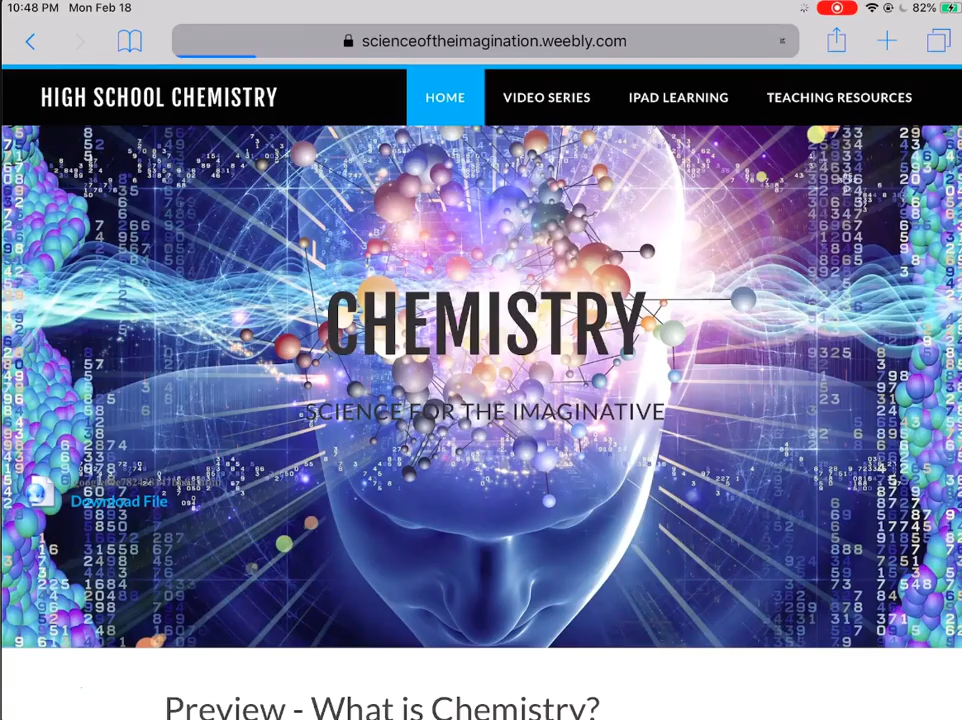 10:48 PM Mon Feb 18
82%
scienceoftheimagination.weebly.com
HIGH SCHOOL CHEMISTRY
HOME VIDEO SERIES IPAD LEARNING TEACHING RESOURCES
CHEMISTRY
SCIENCE FOR THE IMAGINATIVE
Download File
Preview - What is Chemistry?